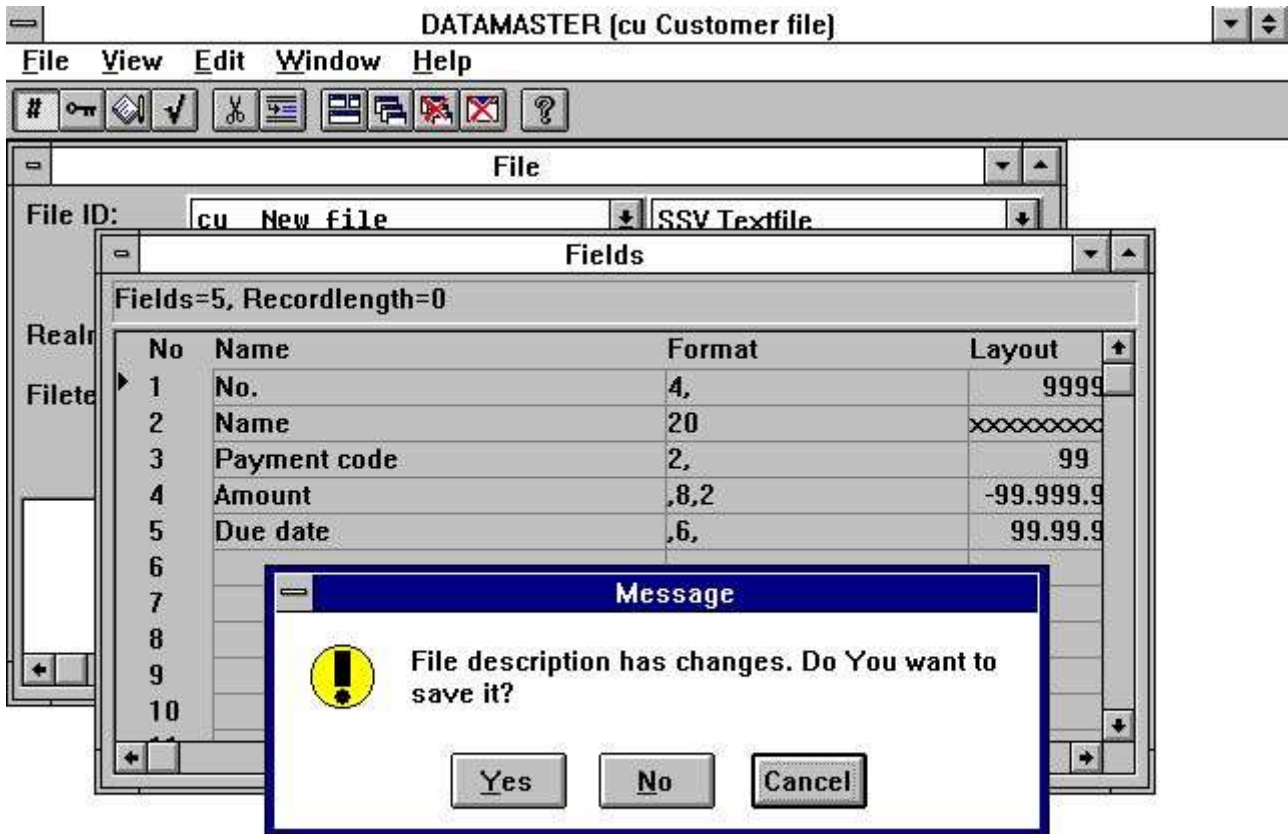 DATAMASTER (cu Customer file)
File View Edit Window Help
# ?
File
File ID: cu New file SSV Textfile
Fields
Fields=5, Recordlength=0
No Name Format Layout
1 No. 4, 9999
2 Name 20 xxxxxxxxx
3 Payment code 2, 99
4 Amount ,8,2 -99.999.9
5 Due date ,6, 99.99.9
6
7
8
9
10
Message
File description has changes. Do You want to
save it?
Yes No Cancel